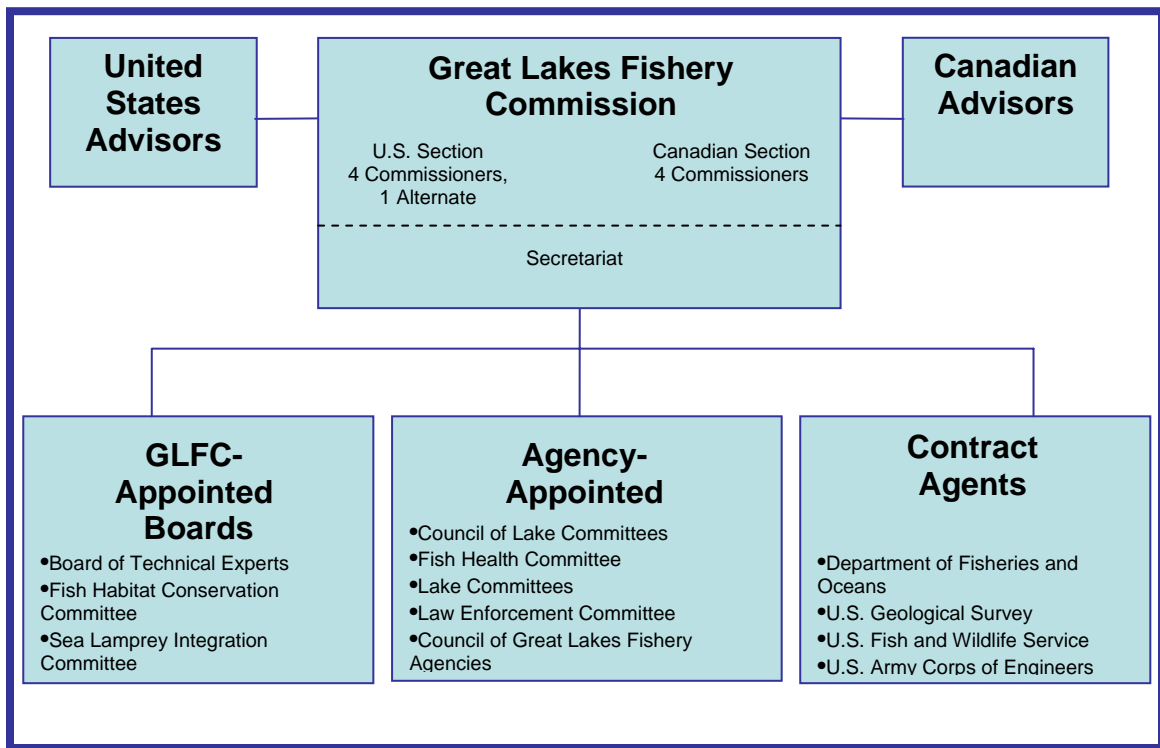 United
States
Advisors
Great Lakes Fishery
Commission
U.S. Section
4 Commissioners,
1 Alternate
Canadian Section
4 Commissioners
Secretariat
Canadian
Advisors
GLFC-
Appointed
Boards
•Board of Technical Experts
•Fish Habitat Conservation
Committee
•Sea Lamprey Integration
Committee
Agency-
Appointed
•Council of Lake Committees
•Fish Health Committee
•Lake Committees
•Law Enforcement Committee
•Council of Great Lakes Fishery
Agencies
Contract
Agents
•Department of Fisheries and
Oceans
•U.S. Geological Survey
•U.S. Fish and Wildlife Service
•U.S. Army Corps of Engineers